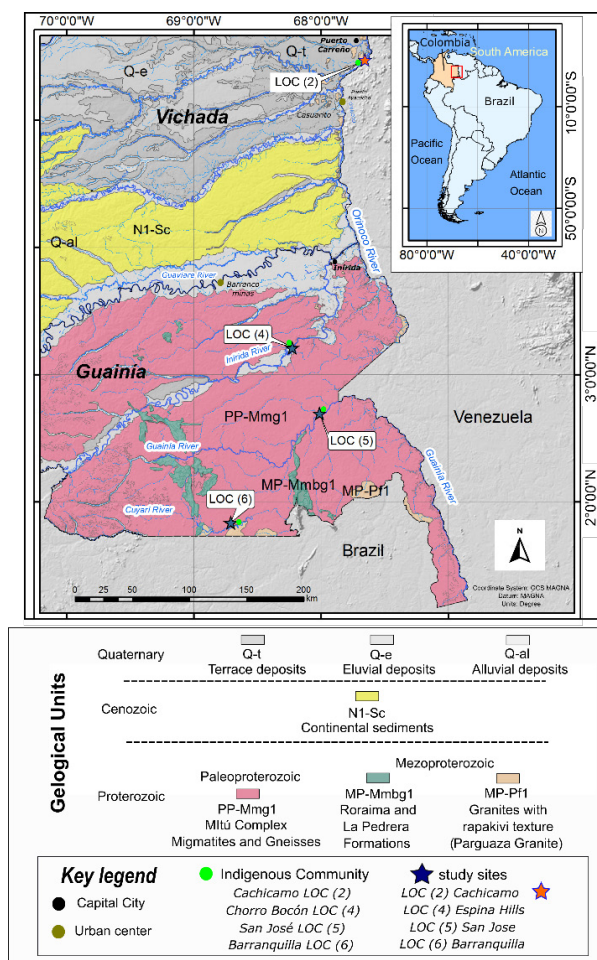 70°0'0"W
69°0'0"W
68°0'0"W
Puerto
Carreño
Q-t
Q-e
LOC (2)
Casuarito
Vichada
N1-Sc
Q-al
Orinoco River
Guaviare River
Inirida
Barranco
minas
LOC (4)
Inirida River
Guainía
PP-Mmg1
LOC (5)
Venezuela
Guainía River
Guainía River
MP-Mmbg1
MP-Pf1
LOC (6)
Cuyarí River
Brazil
3°0'0"N
2°0'0"N
N
0 25 50 100 150 200
km
Coordinate System: GCS MAGNA
Datum: MAGNA
Units: Degree
Colombia
South America
Brazil
Pacific
Ocean
Atlantic
Ocean
10°0'0"S
50°0'0"S
80°0'0"W
40°0'0"W
N
Gelogical Units
Quaternary
Q-t
Terrace deposits
Q-e
Eluvial deposits
Q-al
Alluvial deposits
Cenozoic
N1-Sc
Continental sediments
Proterozoic
Paleoproterozoic
Mezoproterozoic
PP-Mmg1
MItú Complex
Migmatites and Gneisses
MP-Mmbg1
Roraima and
La Pedrera
Formations
MP-Pf1
Granites with
rapakivi texture
(Parguaza Granite)
Key legend
Capital City
Urban center
Indigenous Community
Cachicamo LOC (2)
Chorro Bocón LOC (4)
San José LOC (5)
Barranquilla LOC (6)
study sites
LOC (2) Cachicamo
LOC (4) Espina Hills
LOC (5) San Jose
LOC (6) Barranquilla